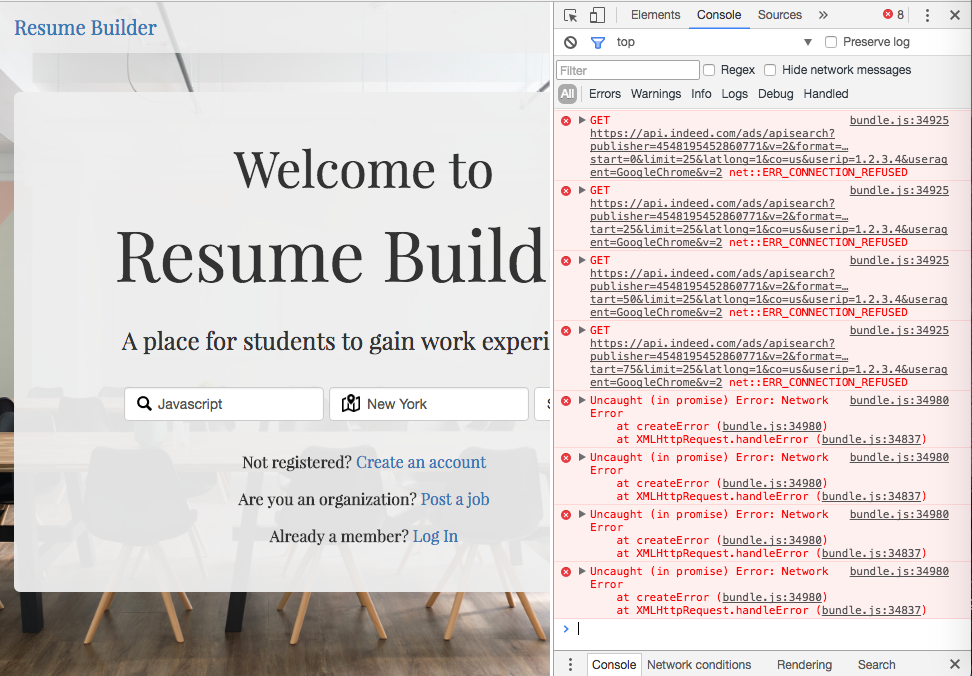 Resume Builder
Welcome to
Resume Build
A place for students to gain work experi
Javascript
New York
Not registered? Create an account
Are you an organization? Post a job
Already a member? Log In
Elements Console Sources » 8
top Preserve log
Filter Regex Hide network messages
All Errors Warnings Info Logs Debug Handled
GET bundle.js:34925
https://api.indeed.com/ads/apisearch?
publisher=4548195452860771&v=2&format=…
start=0&limit=25&latlong=1&co=us&userip=1.2.3.4&userag
ent=GoogleChrome&v=2 net::ERR_CONNECTION_REFUSED
GET bundle.js:34925
https://api.indeed.com/ads/apisearch?
publisher=4548195452860771&v=2&format=…
tart=25&limit=25&latlong=1&co=us&userip=1.2.3.4&userag
ent=GoogleChrome&v=2 net::ERR_CONNECTION_REFUSED
GET bundle.js:34925
https://api.indeed.com/ads/apisearch?
publisher=4548195452860771&v=2&format=…
tart=50&limit=25&latlong=1&co=us&userip=1.2.3.4&userag
ent=GoogleChrome&v=2 net::ERR_CONNECTION_REFUSED
GET bundle.js:34925
https://api.indeed.com/ads/apisearch?
publisher=4548195452860771&v=2&format=…
tart=75&limit=25&latlong=1&co=us&userip=1.2.3.4&userag
ent=GoogleChrome&v=2 net::ERR_CONNECTION_REFUSED
Uncaught (in promise) Error: Network bundle.js:34980
Error
at createError (bundle.js:34980)
at XMLHttpRequest.handleError (bundle.js:34837)
Uncaught (in promise) Error: Network bundle.js:34980
Error
at createError (bundle.js:34980)
at XMLHttpRequest.handleError (bundle.js:34837)
Uncaught (in promise) Error: Network bundle.js:34980
Error
at createError (bundle.js:34980)
at XMLHttpRequest.handleError (bundle.js:34837)
Uncaught (in promise) Error: Network bundle.js:34980
Error
at createError (bundle.js:34980)
at XMLHttpRequest.handleError (bundle.js:34837)
Console Network conditions Rendering Search